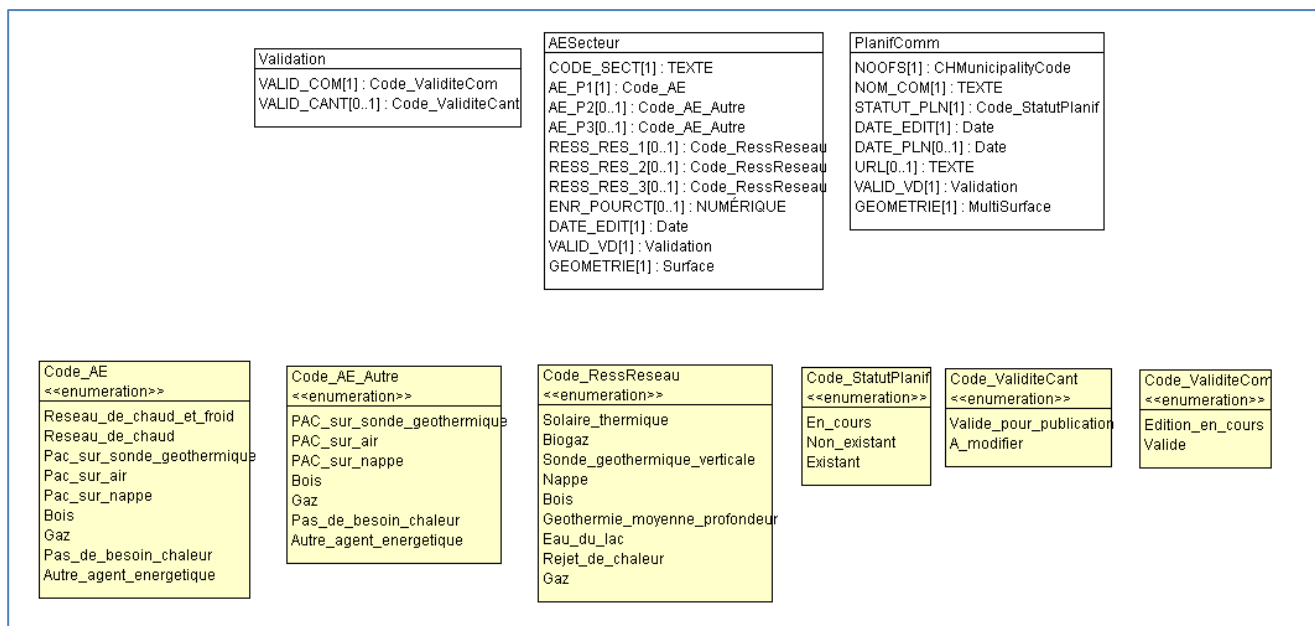 Validation
VALID_COM[1] : Code_ValiditeCom
VALID_CANT[0..1] : Code_ValiditeCant
AESecteur
CODE_SECT[1] : TEXTE
AE_P1[1] : Code_AE
AE_P2[0..1] : Code_AE_Autre
AE_P3[0..1] : Code_AE_Autre
RESS_RES_1[0..1] : Code_RessReseau
RESS_RES_2[0..1] : Code_RessReseau
RESS_RES_3[0..1] : Code_RessReseau
ENR_POURCT[0..1] : NUMÉRIQUE
DATE_EDIT[1] : Date
VALID_VD[1] : Validation
GEOMETRIE[1] : Surface
PlanifComm
NOOFS[1] : CHMunicipalityCode
NOM_COM[1] : TEXTE
STATUT_PLN[1] : Code_StatutPlanif
DATE_EDIT[1] : Date
DATE_PLN[0..1] : Date
URL[0..1] : TEXTE
VALID_VD[1] : Validation
GEOMETRIE[1] : MultiSurface
Code_AE
<<enumeration>>
Reseau_de_chaud_et_froid
Reseau_de_chaud
Pac_sur_sonde_geothermique
Pac_sur_air
Pac_sur_nappe
Bois
Gaz
Pas_de_besoin_chaleur
Autre_agent_energetique
Code_AE_Autre
<<enumeration>>
PAC_sur_sonde_geothermique
PAC_sur_air
PAC_sur_nappe
Bois
Gaz
Pas_de_besoin_chaleur
Autre_agent_energetique
Code_RessReseau
<<enumeration>>
Solaire_thermique
Biogaz
Sonde_geothermique_verticale
Nappe
Bois
Geothermie_moyenne_profondeur
Eau_du_lac
Rejet_de_chaleur
Gaz
Code_StatutPlanif
<<enumeration>>
En_cours
Non_existant
Existant
Code_ValiditeCant
<<enumeration>>
Valide_pour_publication
A_modifier
Code_ValiditeCom
<<enumeration>>
Edition_en_cours
Valide